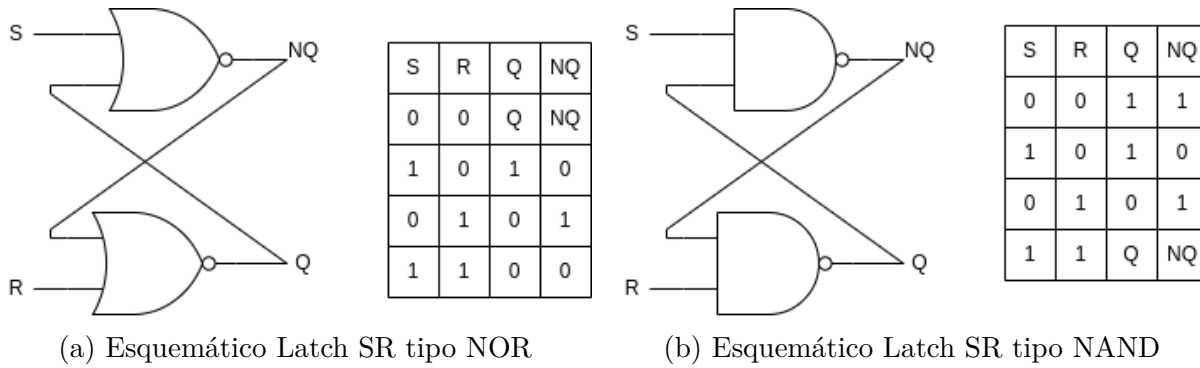 S
NQ
R
Q
S R Q NQ
0 0 Q NQ
1 0 1 0
0 1 0 1
1 1 0 0
(a) Esquemático Latch SR tipo NOR
S
NQ
R
Q
S R Q NQ
0 0 1 1
1 0 1 0
0 1 0 1
1 1 Q NQ
(b) Esquemático Latch SR tipo NAND